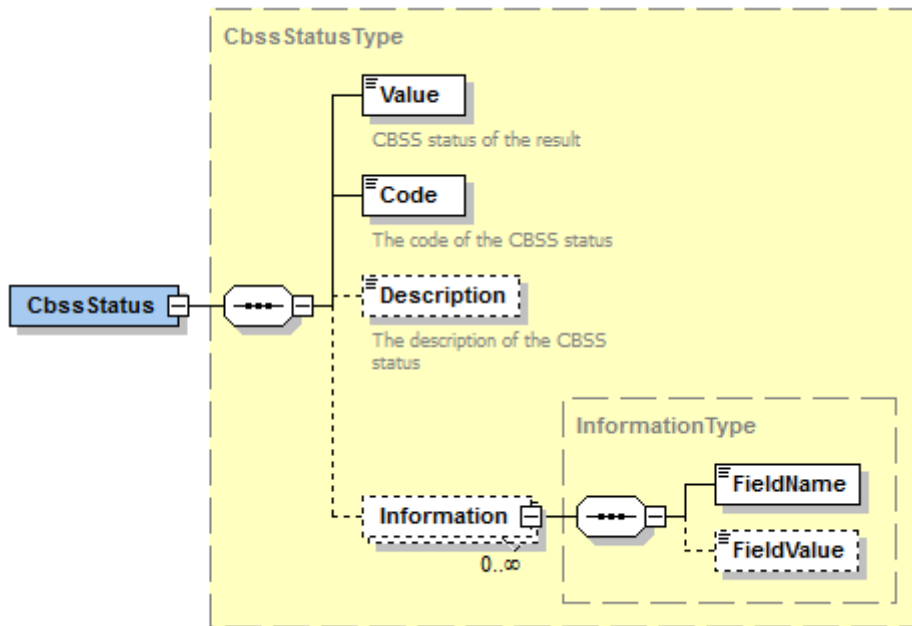 CbssStatusType
Value
CBSS status of the result
Code
The code of the CBSS status
CbssStatus
Description
The description of the CBSS
status
InformationType
FieldName
Information
FieldValue
0..∞